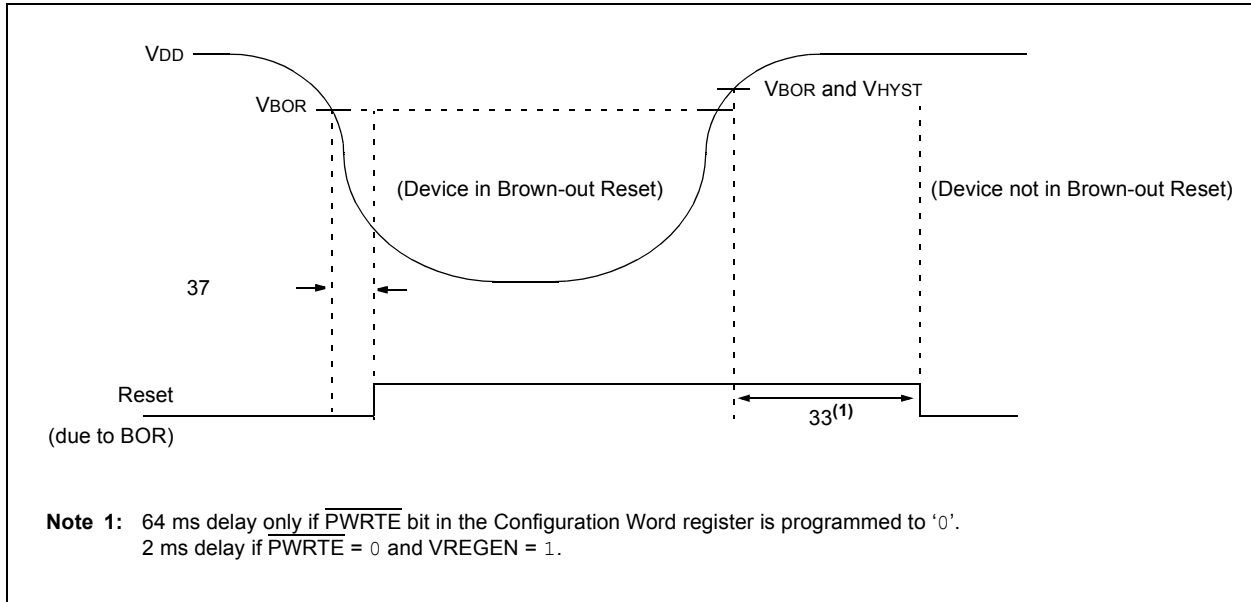 VDD
VBOR
VBOR and VHYST
(Device in Brown-out Reset)
(Device not in Brown-out Reset)
37
Reset
33(1)
(due to BOR)
Note 1: 64 ms delay only if PWRTE bit in the Configuration Word register is programmed to ‘0’.
2 ms delay if PWRTE = 0 and VREGEN = 1.